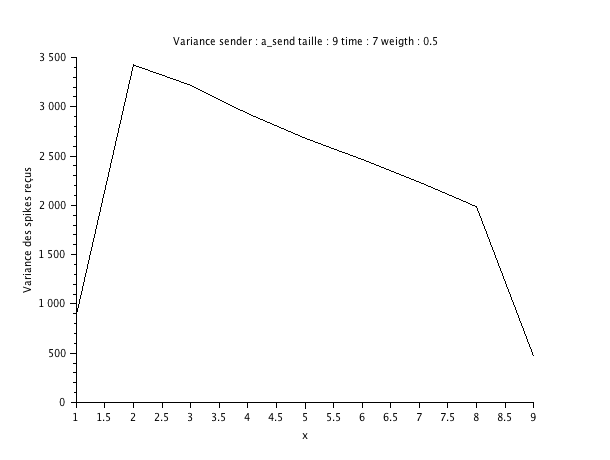 Variance sender : a_send taille : 9 time : 7 weigth : 0.5
Variance des spikes reçus
3 500
3 000
2 500
2 000
1 500
1 000
500
0
1 1.5 2 2.5 3 3.5 4 4.5 5 5.5 6 6.5 7 7.5 8 8.5 9
x